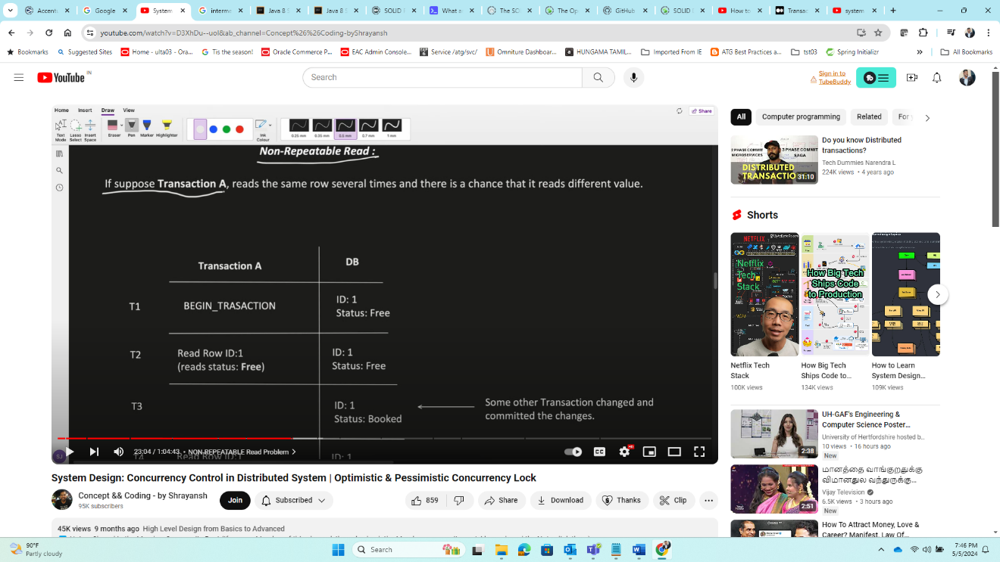 Accent
Google
System
interme
Java 8 S
Java 8 S
SOLID
What a
The SO
The Op
GitHub
SOLID
How to
Transac
system
youtube.com/watch?v=D3XhDu--uoI&ab_channel=Concept%26%26Coding-byShrayansh
Bookmarks
Suggested Sites
Home - ulta03 - Ora...
Tis the season!
Oracle Commerce P...
EAC Admin Console...
Service /atg/svc/
Omniture Dashboar...
HUNGAMA TAMIL...
Imported From IE
ATG Best Practices a...
tst03
Spring Initializr
All Bookmarks
YouTube IN
Search
Sign in to
TubeBuddy
Home Insert Draw View
Share
Text
Mode
Lasso
Select
Insert
Space
Eraser
Pen
Marker
Highlighter
Ink
Colour
0.25 mm
0.35 mm
0.5 mm
0.7 mm
1 mm
Non-Repeatable Read :
If suppose Transaction A, reads the same row several times and there is a chance that it reads different value.
Transaction A
DB
T1
BEGIN_TRASACTION
ID: 1
Status: Free
T2
Read Row ID:1
(reads status: Free)
ID: 1
Status: Free
T3
ID: 1
Status: Booked
Some other Transaction changed and
committed the changes.
T4
Read Row ID:1
ID: 1
SJ
23:04 / 1:04:43 • NON-REPEATABLE Read Problem
HD
System Design: Concurrency Control in Distributed System | Optimistic & Pessimistic Concurrency Lock
Concept && Coding - by Shrayansh
95K subscribers
Join
Subscribed
859
Share
Download
Thanks
Clip
45K views 9 months ago High Level Design from Basics to Advanced
All
Computer programming
Related
For y
2 PHASE COMMIT
MICROSERVICES
3 PHASE COMMIT
SAGA
DISTRIBUTED
TRANSACTIO
31:10
Do you know Distributed
transactions?
Tech Dummies Narendra L
224K views • 4 years ago
Shorts
NETFLIX
ByteByteGo.com
Netflix
Tech
Stack
How Big Tech
Ships Code
to Production
Netflix Tech
Stack
100K views
How Big Tech
Ships Code to...
134K views
How to Learn
System Design...
109K views
2:38
UH-GAF's Engineering &
Computer Science Poster...
University of Hertfordshire hosted b...
10 views • 16 hours ago
New
2:51
மானத்தை வாங்குறதுக்கு
விமானதுல வந்துருக்கு...
Vijay Television
6.5K views • 3 hours ago
New
How To Attract Money, Love &
Career? Manifest, Law Of
90°F
Partly cloudy
Search
7:46 PM
5/5/2024